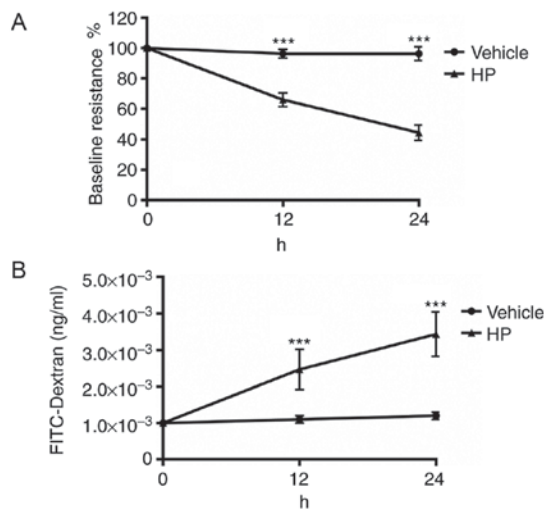 A
Baseline resistance %
120
100
80
60
40
20
0
***
***
Vehicle
HP
0
12
24
h
B
FITC-Dextran (ng/ml)
5.0×10⁻³
4.0×10⁻³
3.0×10⁻³
2.0×10⁻³
1.0×10⁻³
0
***
***
Vehicle
HP
0
12
24
h